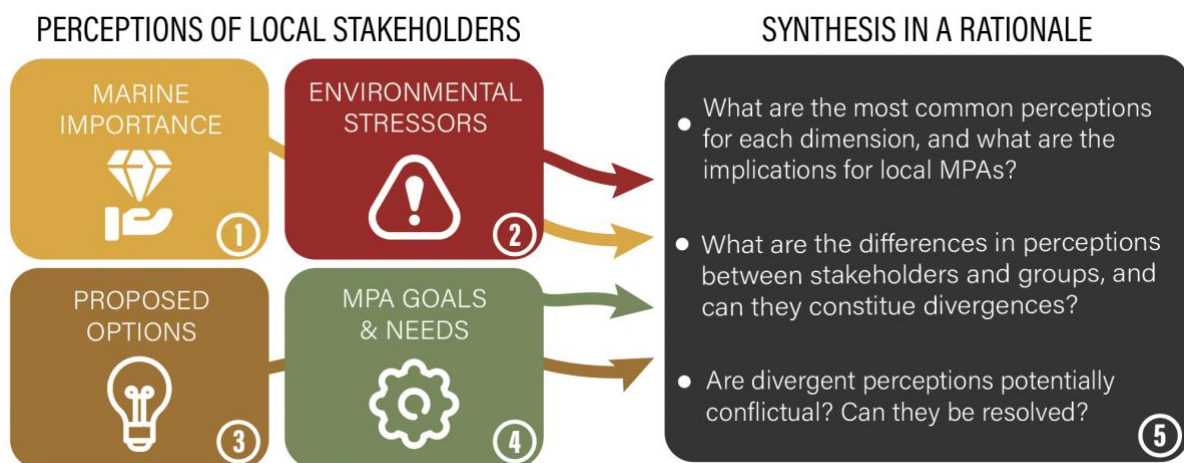 PERCEPTIONS OF LOCAL STAKEHOLDERS
MARINE
IMPORTANCE
1
ENVIRONMENTAL
STRESSORS
2
PROPOSED
OPTIONS
3
MPA GOALS
& NEEDS
4
SYNTHESIS IN A RATIONALE
• What are the most common perceptions
for each dimension, and what are the
implications for local MPAs?
• What are the differences in perceptions
between stakeholders and groups, and
can they constitue divergences?
• Are divergent perceptions potentially
conflictual? Can they be resolved?
5